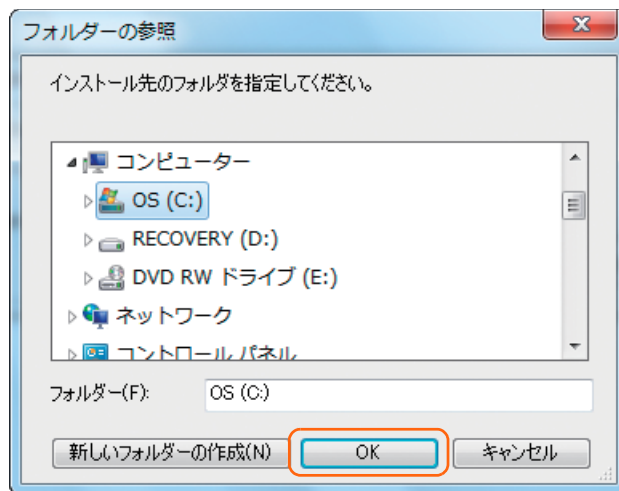 フォルダーの参照
インストール先のフォルダを指定してください。
コンピューター
OS (C:)
RECOVERY (D:)
DVD RW ドライブ (E:)
ネットワーク
コントロール パネル
フォルダー(F): OS (C:)
新しいフォルダーの作成(N) OK キャンセル